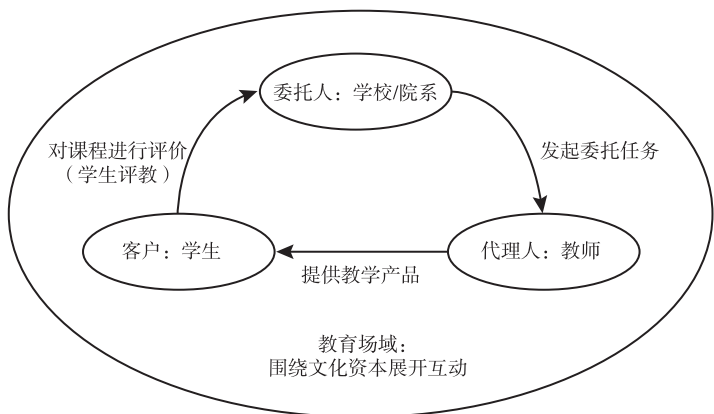 委托人：学校/院系
对课程进行评价
（学生评教）
发起委托任务
客户：学生
代理人：教师
提供教学产品
教育场域：
围绕文化资本展开互动